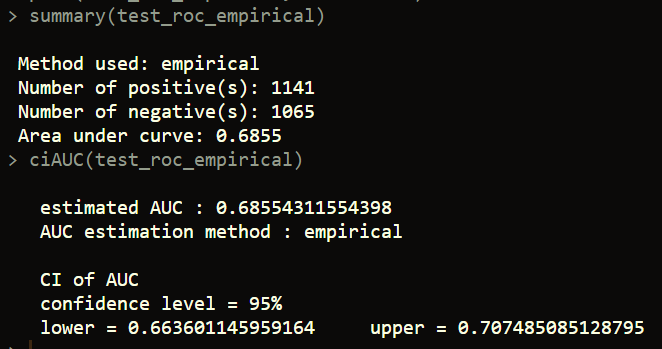 > summary(test_roc_empirical)
Method used: empirical
Number of positive(s): 1141
Number of negative(s): 1065
Area under curve: 0.6855
> ciAUC(test_roc_empirical)
estimated AUC : 0.68554311554398
AUC estimation method : empirical
CI of AUC
confidence level = 95%
lower = 0.663601145959164     upper = 0.707485085128795